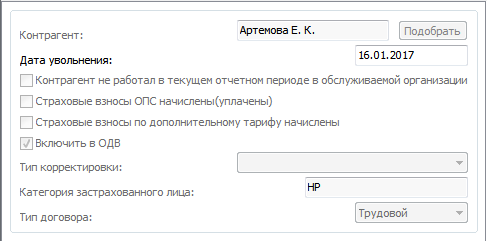 Контрагент: Артемова Е. К. Подобрать
Дата увольнения: 16.01.2017
Контрагент не работал в текущем отчетном периоде в обслуживаемой организации
Страховые взносы ОПС начислены(уплачены)
Страховые взносы по дополнительному тарифу начислены
Включить в ОДВ
Тип корректировки:
Категория застрахованного лица: НР
Тип договора: Трудовой